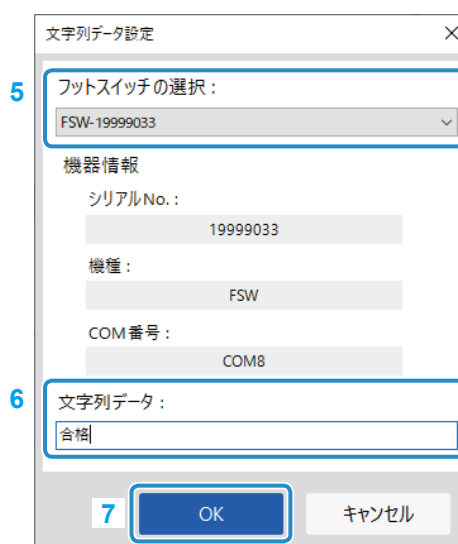 文字列データ設定
5
フットスイッチの選択：
FSW-19999033
機器情報
シリアルNo.：
19999033
機種：
FSW
COM番号：
COM8
6
文字列データ：
合格
7
OK
キャンセル